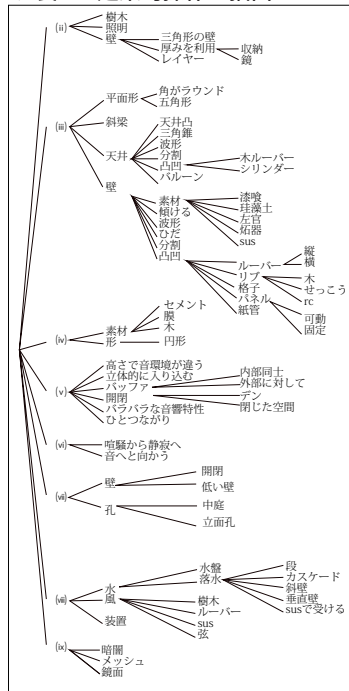 (ii)
樹木
照明
壁
三角形の壁
厚みを利用
レイヤー
収納
鏡
(iii)
平面形
角がラウンド
五角形
斜梁
天井
天井凸
三角錐
波形
分割
凸凹
バルーン
木ルーバー
シリンダー
壁
素材
傾ける
波形
ひだ
分割
凸凹
漆喰
珪藻土
左官
炻器
sus
ルーバー
リブ
格子
パネル
紙管
縦
横
木
せっこう
rc
可動
固定
(iv)
素材
形
セメント
膜
木
円形
(v)
高さで音環境が違う
立体的に入り込む
バッファ
開閉
バラバラな音響特性
ひとつながり
内部同士
外部に対して
デン
閉じた空間
(vi)
喧騒から静寂へ
音へと向かう
(vii)
壁
孔
開閉
低い壁
中庭
立面孔
(viii)
水
風
装置
水盤
落水
段
カスケード
斜壁
垂直壁
susで受ける
樹木
ルーバー
sus
弦
(ix)
暗闇
メッシュ
鏡面